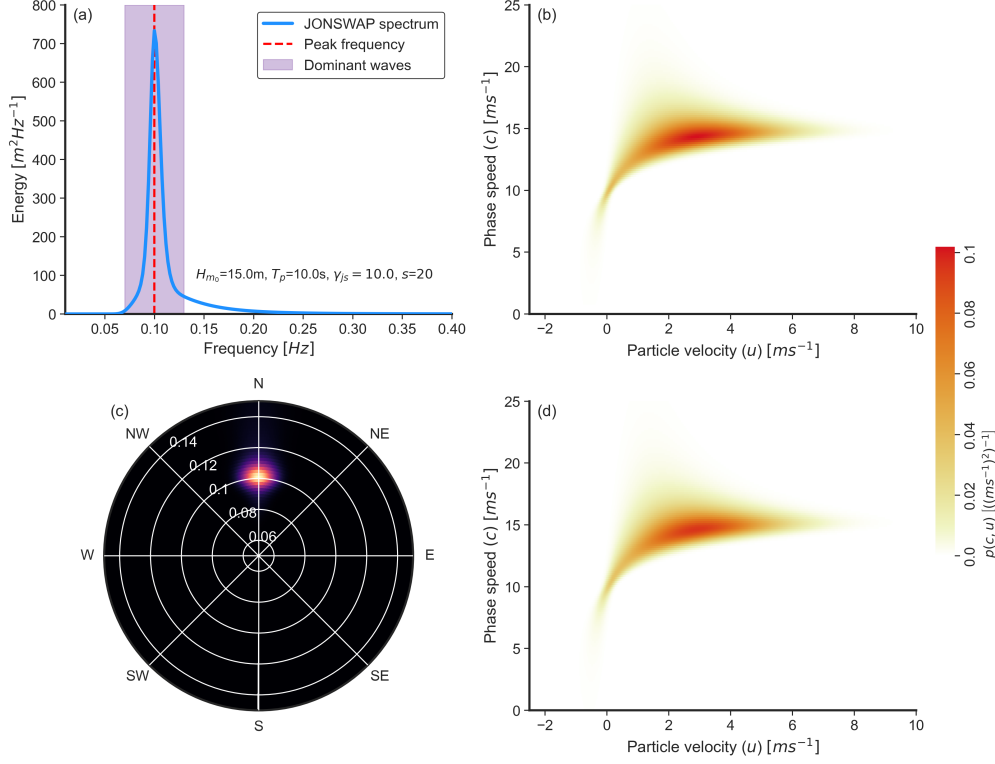 (a)
JONSWAP spectrum
Peak frequency
Dominant waves
H_{m_0}=15.0m, T_p=10.0s, γ_{js} = 10.0, s=20
800
700
600
500
400
300
200
100
0
Energy [m²Hz⁻¹]
0.05 0.10 0.15 0.20 0.25 0.30 0.35 0.40
Frequency [Hz]
(b)
25
20
15
10
5
0
Phase speed (c) [ms⁻¹]
−2 0 2 4 6 8 10
Particle velocity (u) [ms⁻¹]
(c)
N
NE
E
SE
S
SW
W
NW
0.14
0.12
0.1
0.08
0.06
(d)
25
20
15
10
5
0
Phase speed (c) [ms⁻¹]
−2 0 2 4 6 8 10
Particle velocity (u) [ms⁻¹]
0.1
0.08
0.06
0.04
0.02
0.0
p(c, u) [((ms⁻¹)²)⁻¹]